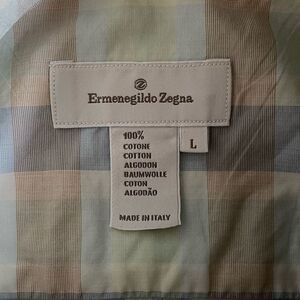 Ermenegildo Zegna
100%
COTONE
COTTON
ALGODON
BAUMWOLLE
COTON
ALGODÃO
L
MADE IN ITALY